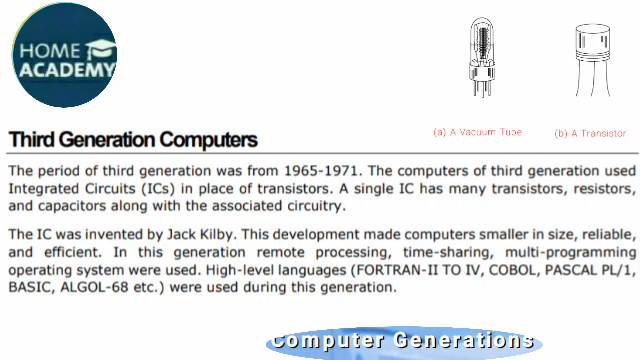 HOME
ACADEMY
(a) A Vacuum Tube
(b) A Transistor
Third Generation Computers
The period of third generation was from 1965-1971. The computers of third generation used
Integrated Circuits (ICs) in place of transistors. A single IC has many transistors, resistors,
and capacitors along with the associated circuitry.
The IC was invented by Jack Kilby. This development made computers smaller in size, reliable,
and efficient. In this generation remote processing, time-sharing, multi-programming
operating system were used. High-level languages (FORTRAN-II TO IV, COBOL, PASCAL PL/1,
BASIC, ALGOL-68 etc.) were used during this generation.
Computer Generations